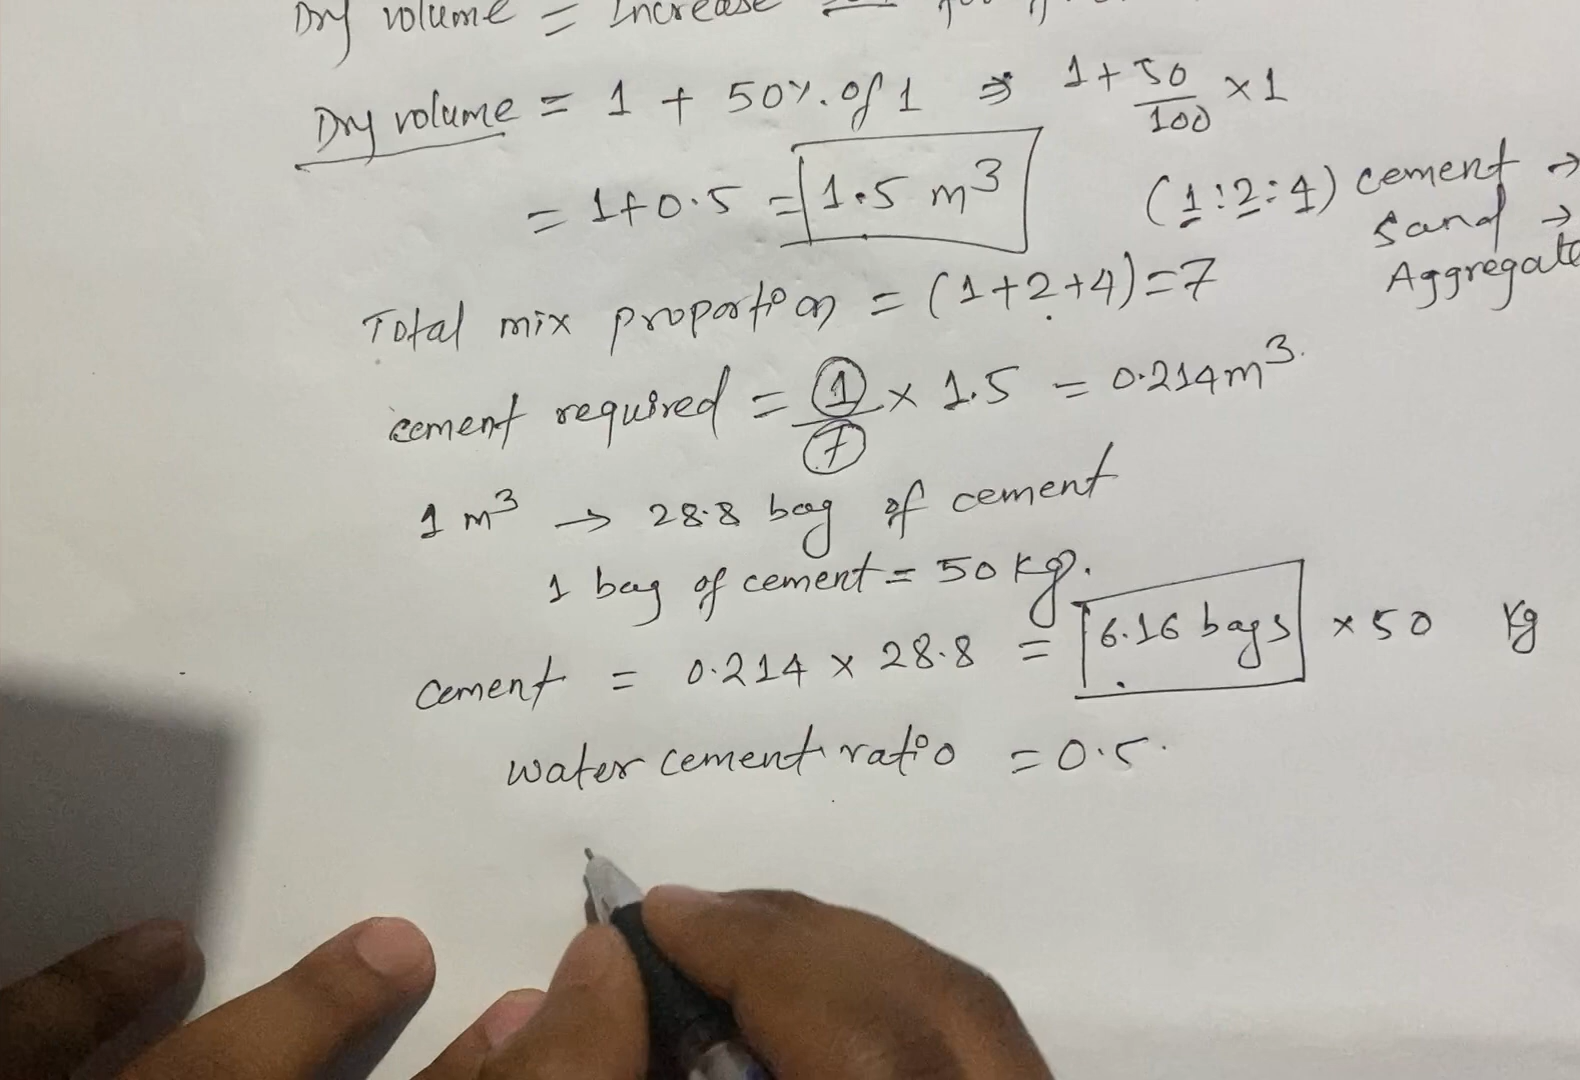 Dry volume = Increase
Dry volume = 1 + 50%. of 1 ⇒ 1 + 50/100 × 1
= 1+0.5 = 1.5 m³
(1:2:4) cement →
Sand →
Aggregate
Total mix proportion = (1+2+4)=7
cement required = 1/7 × 1.5 = 0.214 m³.
1 m³ → 28.8 bag of cement
1 bag of cement = 50 kg.
cement = 0.214 × 28.8 = 6.16 bags × 50 kg
water cement ratio = 0.5.